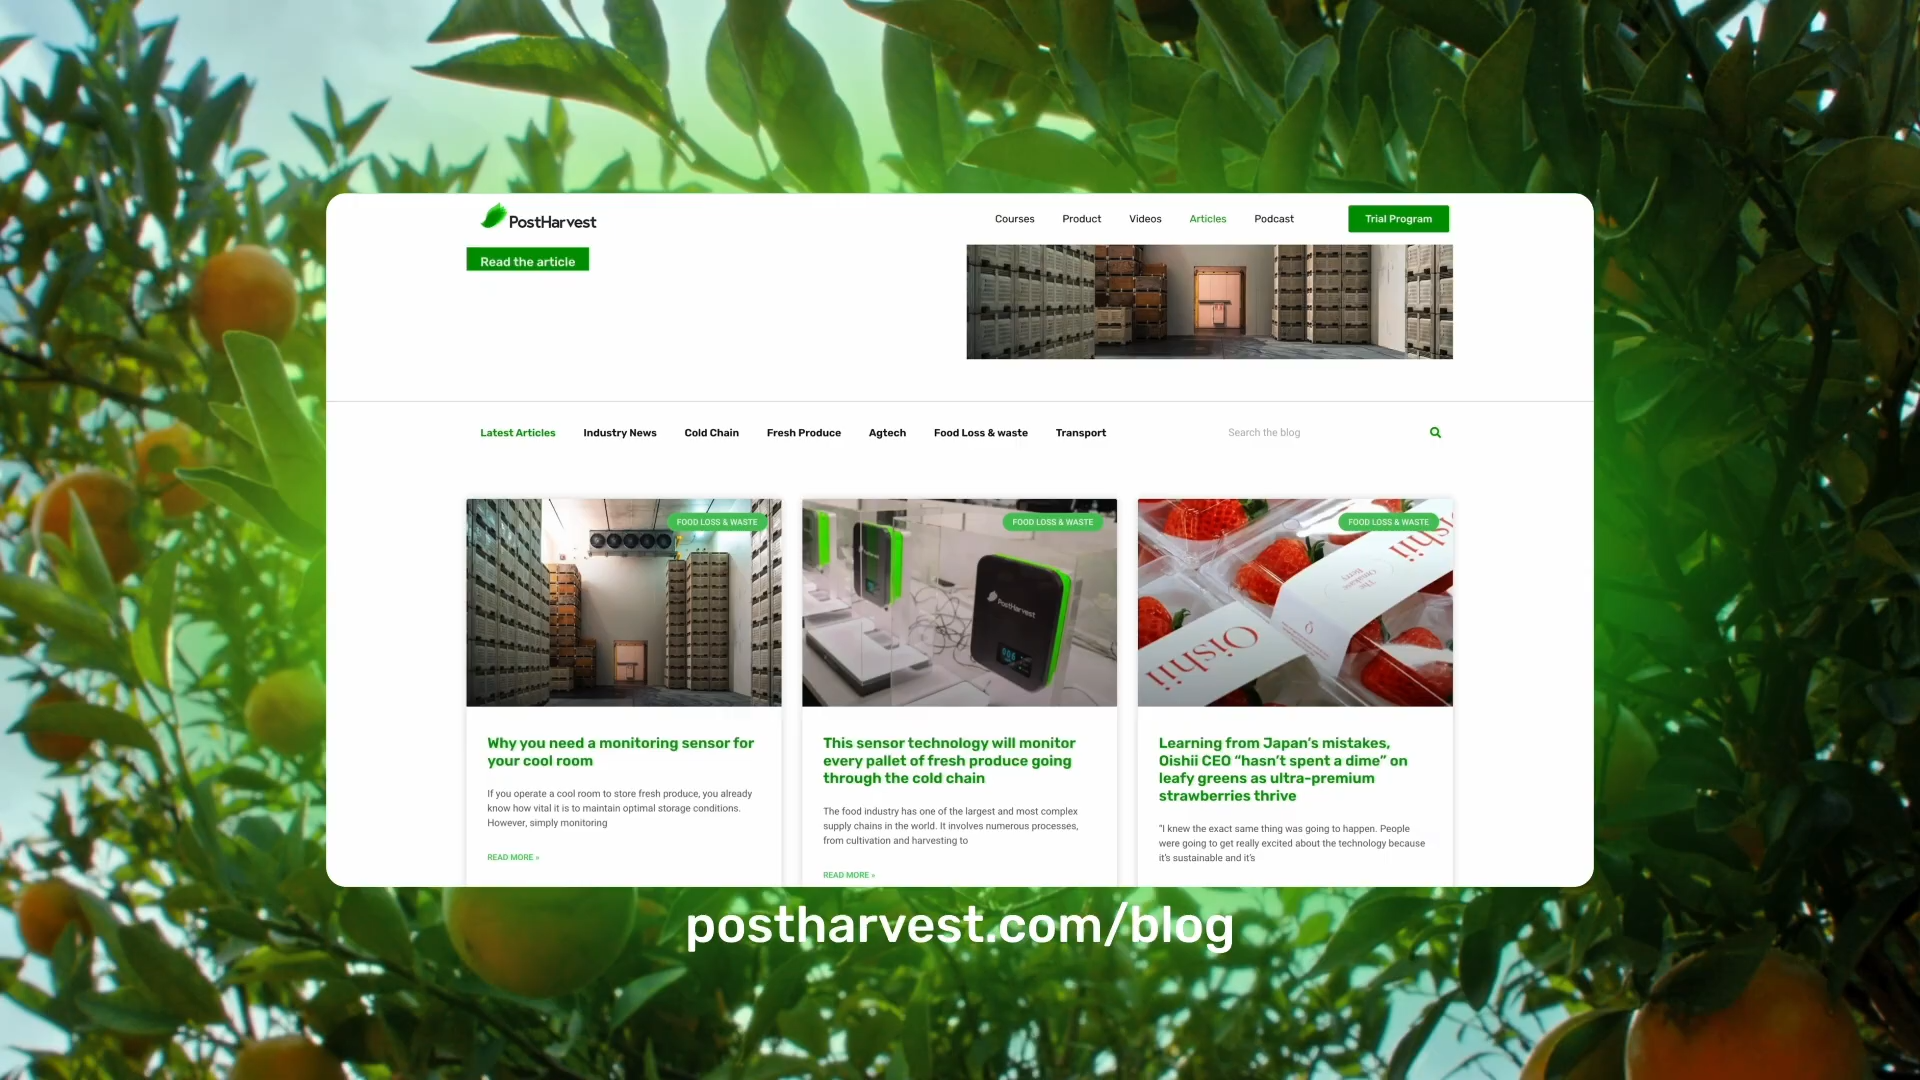 PostHarvest
Courses
Product
Videos
Articles
Podcast
Trial Program
Read the article
Latest Articles
Industry News
Cold Chain
Fresh Produce
Agtech
Food Loss & waste
Transport
Search the blog
FOOD LOSS & WASTE
Why you need a monitoring sensor for
your cool room
If you operate a cool room to store fresh produce, you already
know how vital it is to maintain optimal storage conditions.
However, simply monitoring
READ MORE »
FOOD LOSS & WASTE
PostHarvest
This sensor technology will monitor
every pallet of fresh produce going
through the cold chain
The food industry has one of the largest and most complex
supply chains in the world. It involves numerous processes,
from cultivation and harvesting to
READ MORE »
FOOD LOSS & WASTE
Oishii
Oishii
The
Omakase
Berry
Learning from Japan’s mistakes,
Oishii CEO “hasn’t spent a dime” on
leafy greens as ultra-premium
strawberries thrive
“I knew the exact same thing was going to happen. People
were going to get really excited about the technology because
it’s sustainable and it’s
postharvest.com/blog